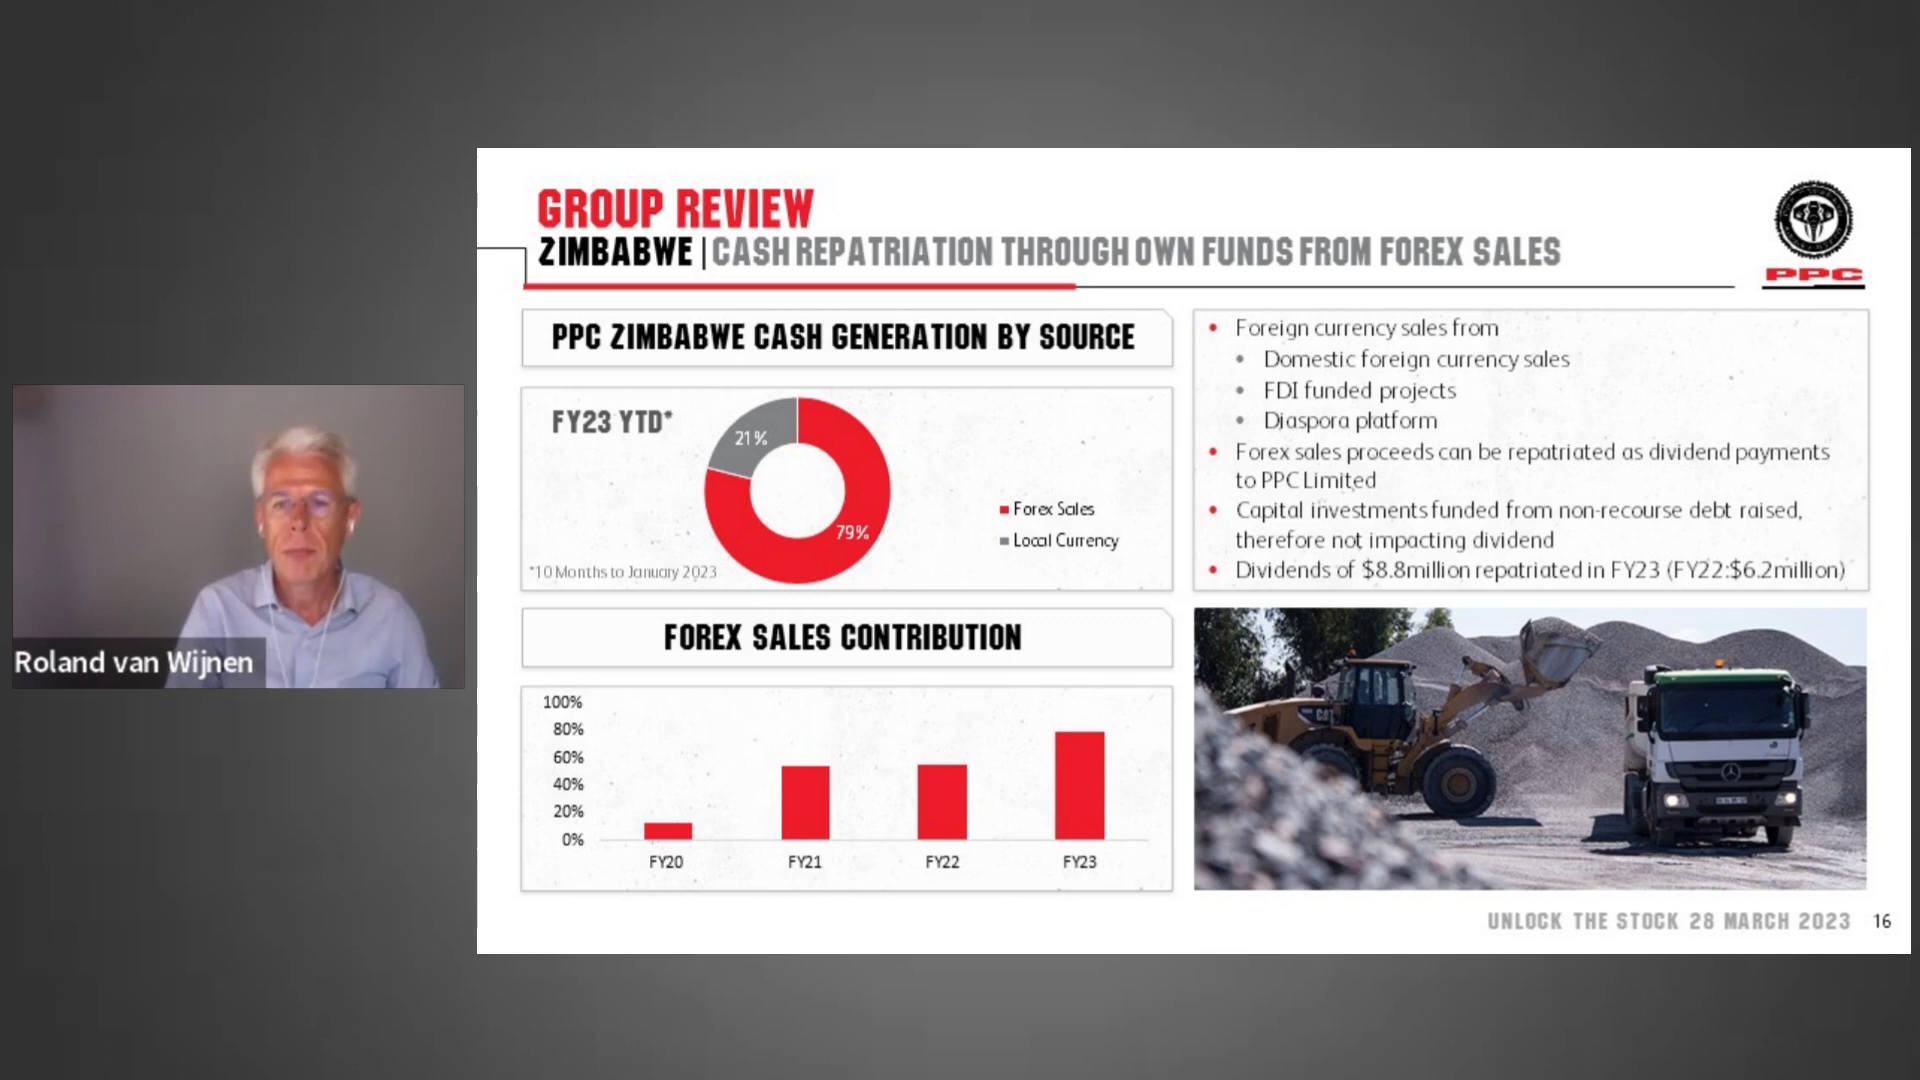 GROUP REVIEW
ZIMBABWE | CASH REPATRIATION THROUGH OWN FUNDS FROM FOREX SALES
PPC
PPC ZIMBABWE CASH GENERATION BY SOURCE
FY23 YTD*
21%
79%
Forex Sales
Local Currency
*10 Months to January 2023
• Foreign currency sales from
• Domestic foreign currency sales
• FDI funded projects
• Diaspora platform
• Forex sales proceeds can be repatriated as dividend payments
to PPC Limited
• Capital investments funded from non-recourse debt raised,
therefore not impacting dividend
• Dividends of $8.8million repatriated in FY23 (FY22:$6.2million)
FOREX SALES CONTRIBUTION
100%
80%
60%
40%
20%
0%
FY20 FY21 FY22 FY23
CAT
Roland van Wijnen
UNLOCK THE STOCK 28 MARCH 2023 16